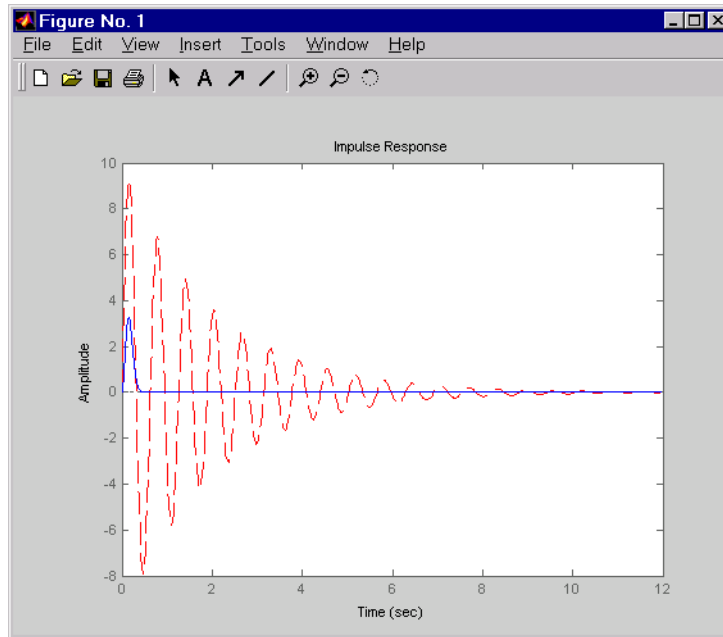 Figure No. 1
File Edit View Insert Tools Window Help
A
Impulse Response
10
8
6
4
2
0
-2
-4
-6
-8
Amplitude
0 2 4 6 8 10 12
Time (sec)